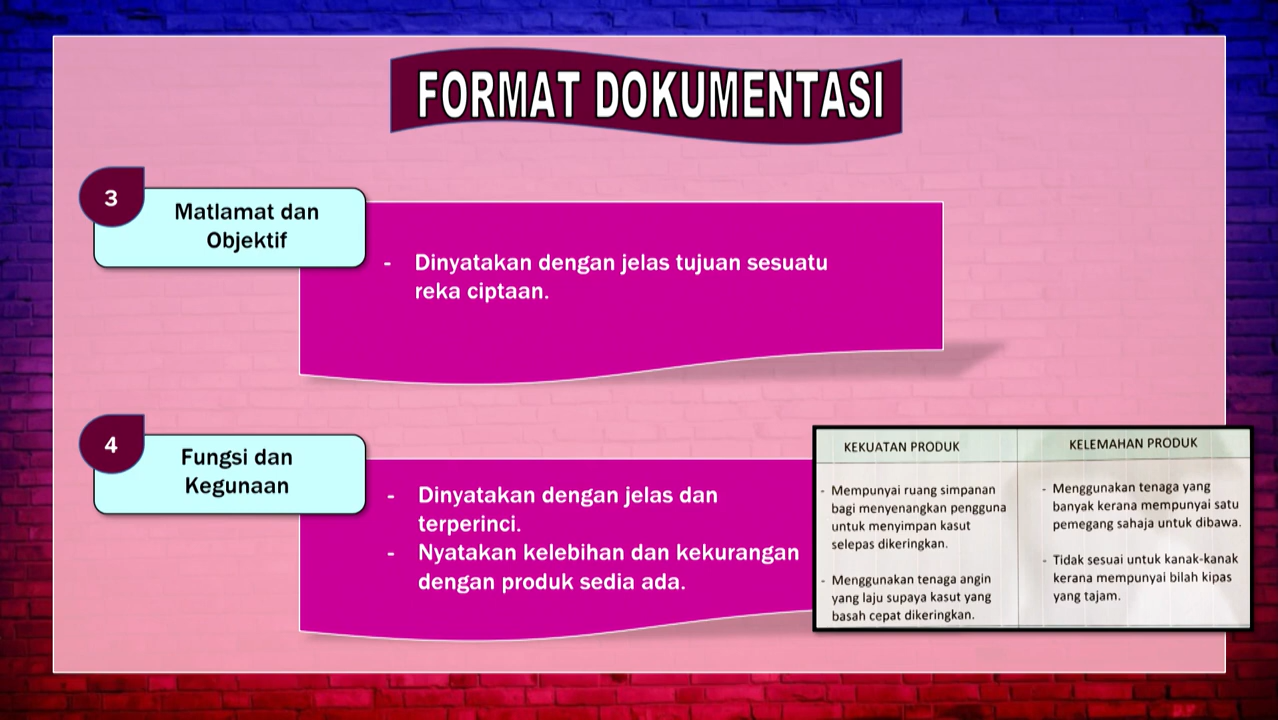 FORMAT DOKUMENTASI
3
Matlamat dan
Objektif
- Dinyatakan dengan jelas tujuan sesuatu
reka ciptaan.
4
Fungsi dan
Kegunaan
- Dinyatakan dengan jelas dan
terperinci.
- Nyatakan kelebihan dan kekurangan
dengan produk sedia ada.
KEKUATAN PRODUK
- Mempunyai ruang simpanan
bagi menyenangkan pengguna
untuk menyimpan kasut
selepas dikeringkan.
- Menggunakan tenaga angin
yang laju supaya kasut yang
basah cepat dikeringkan.
KELEMAHAN PRODUK
- Menggunakan tenaga yang
banyak kerana mempunyai satu
pemegang sahaja untuk dibawa.
- Tidak sesuai untuk kanak-kanak
kerana mempunyai bilah kipas
yang tajam.